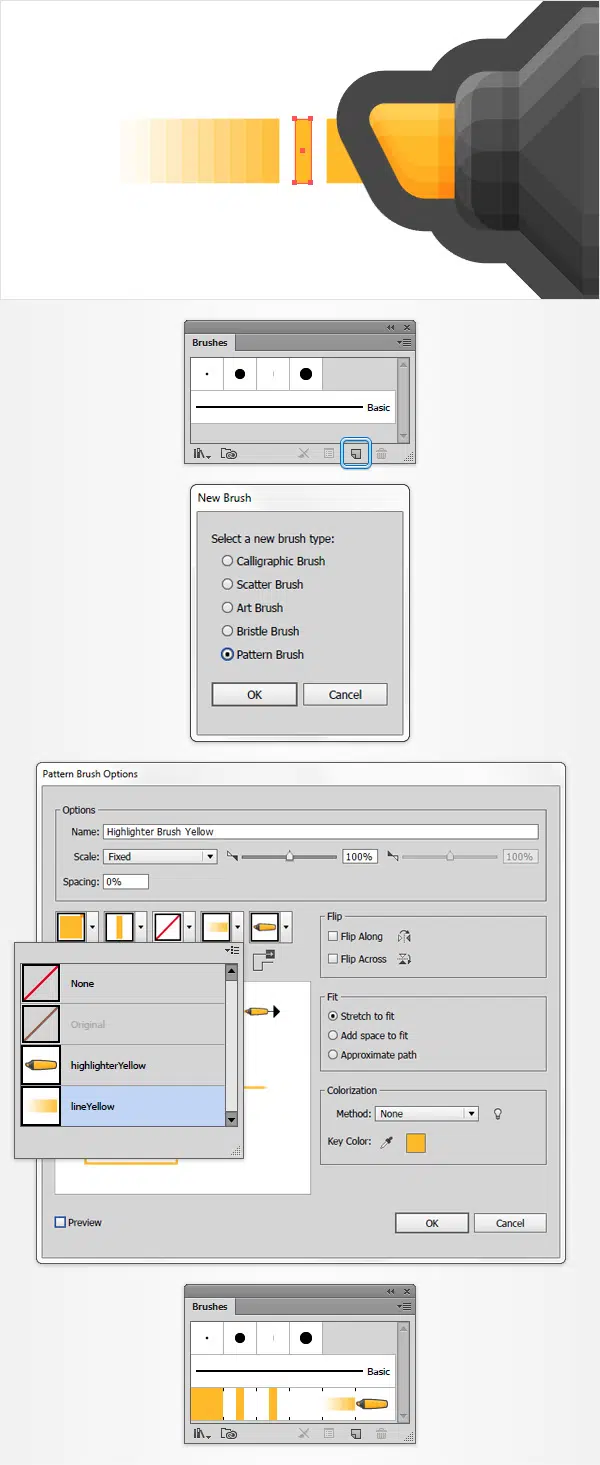 Brushes
Basic
New Brush
Select a new brush type:
Calligraphic Brush
Scatter Brush
Art Brush
Bristle Brush
Pattern Brush
OK Cancel
Pattern Brush Options
Options
Name: Highlighter Brush Yellow
Scale: Fixed 100% 100%
Spacing: 0%
Flip
Flip Along
Flip Across
None
Original
highlighterYellow
lineYellow
Fit
Stretch to fit
Add space to fit
Approximate path
Colorization
Method: None
Key Color:
Preview
OK Cancel
Brushes
Basic